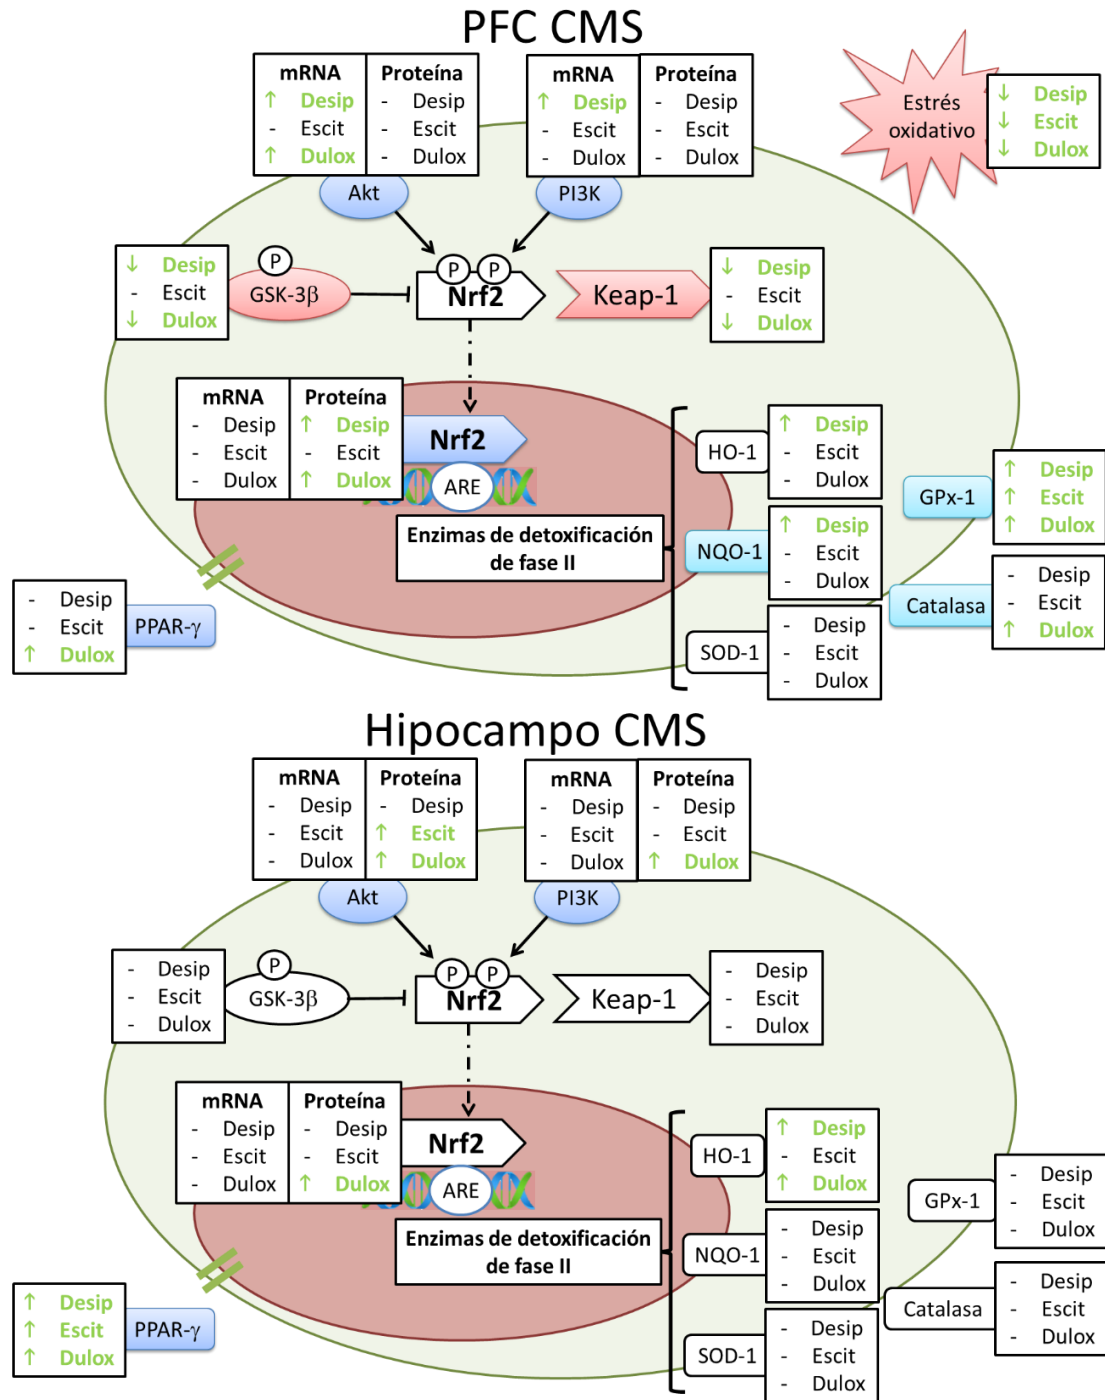 PFC CMS
mRNA
↑ Desip
- Escit
↑ Dulox
Proteína
- Desip
- Escit
- Dulox
Akt
mRNA
↑ Desip
- Escit
- Dulox
Proteína
- Desip
- Escit
- Dulox
PI3K
Estrés
oxidativo
↓ Desip
↓ Escit
↓ Dulox
↓ Desip
- Escit
↓ Dulox
P
GSK-3β
P P
Nrf2
Keap-1
↓ Desip
- Escit
↓ Dulox
mRNA
- Desip
- Escit
- Dulox
Proteína
↑ Desip
- Escit
↑ Dulox
Nrf2
ARE
Enzimas de detoxificación
de fase II
HO-1
↑ Desip
- Escit
- Dulox
NQO-1
↑ Desip
- Escit
- Dulox
SOD-1
- Desip
- Escit
- Dulox
GPx-1
↑ Desip
↑ Escit
↑ Dulox
Catalasa
- Desip
- Escit
↑ Dulox
- Desip
- Escit
↑ Dulox
PPAR-γ
Hipocampo CMS
mRNA
- Desip
- Escit
- Dulox
Proteína
- Desip
↑ Escit
↑ Dulox
Akt
mRNA
- Desip
- Escit
- Dulox
Proteína
- Desip
- Escit
↑ Dulox
PI3K
- Desip
- Escit
- Dulox
P
GSK-3β
P P
Nrf2
Keap-1
- Desip
- Escit
- Dulox
mRNA
- Desip
- Escit
- Dulox
Proteína
- Desip
- Escit
↑ Dulox
Nrf2
ARE
Enzimas de detoxificación
de fase II
HO-1
↑ Desip
- Escit
↑ Dulox
NQO-1
- Desip
- Escit
- Dulox
SOD-1
- Desip
- Escit
- Dulox
GPx-1
- Desip
- Escit
- Dulox
Catalasa
- Desip
- Escit
- Dulox
↑ Desip
↑ Escit
↑ Dulox
PPAR-γ